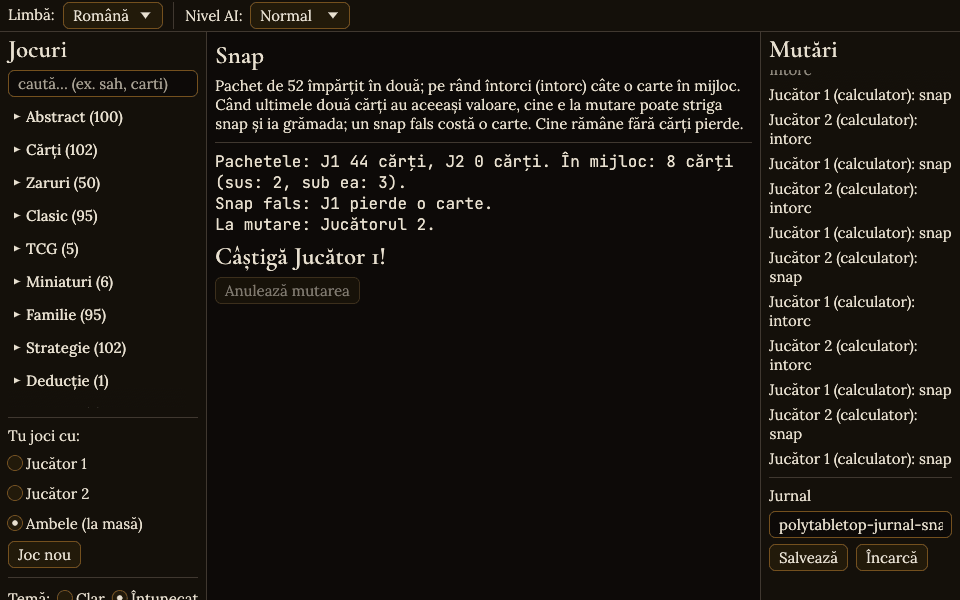 Limbă: Română ▼ Nivel AI: Normal ▼
Jocuri
caută... (ex. sah, carti)
▸ Abstract (100)
▸ Cărți (102)
▸ Zaruri (50)
▸ Clasic (95)
▸ TCG (5)
▸ Miniaturi (6)
▸ Familie (95)
▸ Strategie (102)
▸ Deducție (1)
Tu joci cu:
Jucător 1
Jucător 2
Ambele (la masă)
Joc nou
Temă: Clar Întunecat
Snap
Pachet de 52 împărțit în două; pe rând întorci (intorc) câte o carte în mijloc.
Când ultimele două cărți au aceeași valoare, cine e la mutare poate striga
snap și ia grămada; un snap fals costă o carte. Cine rămâne fără cărți pierde.
Pachetele: J1 44 cărți, J2 0 cărți. În mijloc: 8 cărți
(sus: 2, sub ea: 3).
Snap fals: J1 pierde o carte.
La mutare: Jucătorul 2.
Câștigă Jucător 1!
Anulează mutarea
Mutări
intorc
Jucător 1 (calculator): snap
Jucător 2 (calculator):
intorc
Jucător 1 (calculator): snap
Jucător 2 (calculator):
intorc
Jucător 1 (calculator): snap
Jucător 2 (calculator):
snap
Jucător 1 (calculator):
intorc
Jucător 2 (calculator):
intorc
Jucător 1 (calculator): snap
Jucător 2 (calculator):
snap
Jucător 1 (calculator): snap
Jurnal
polytabletop-jurnal-sna
Salvează Încarcă